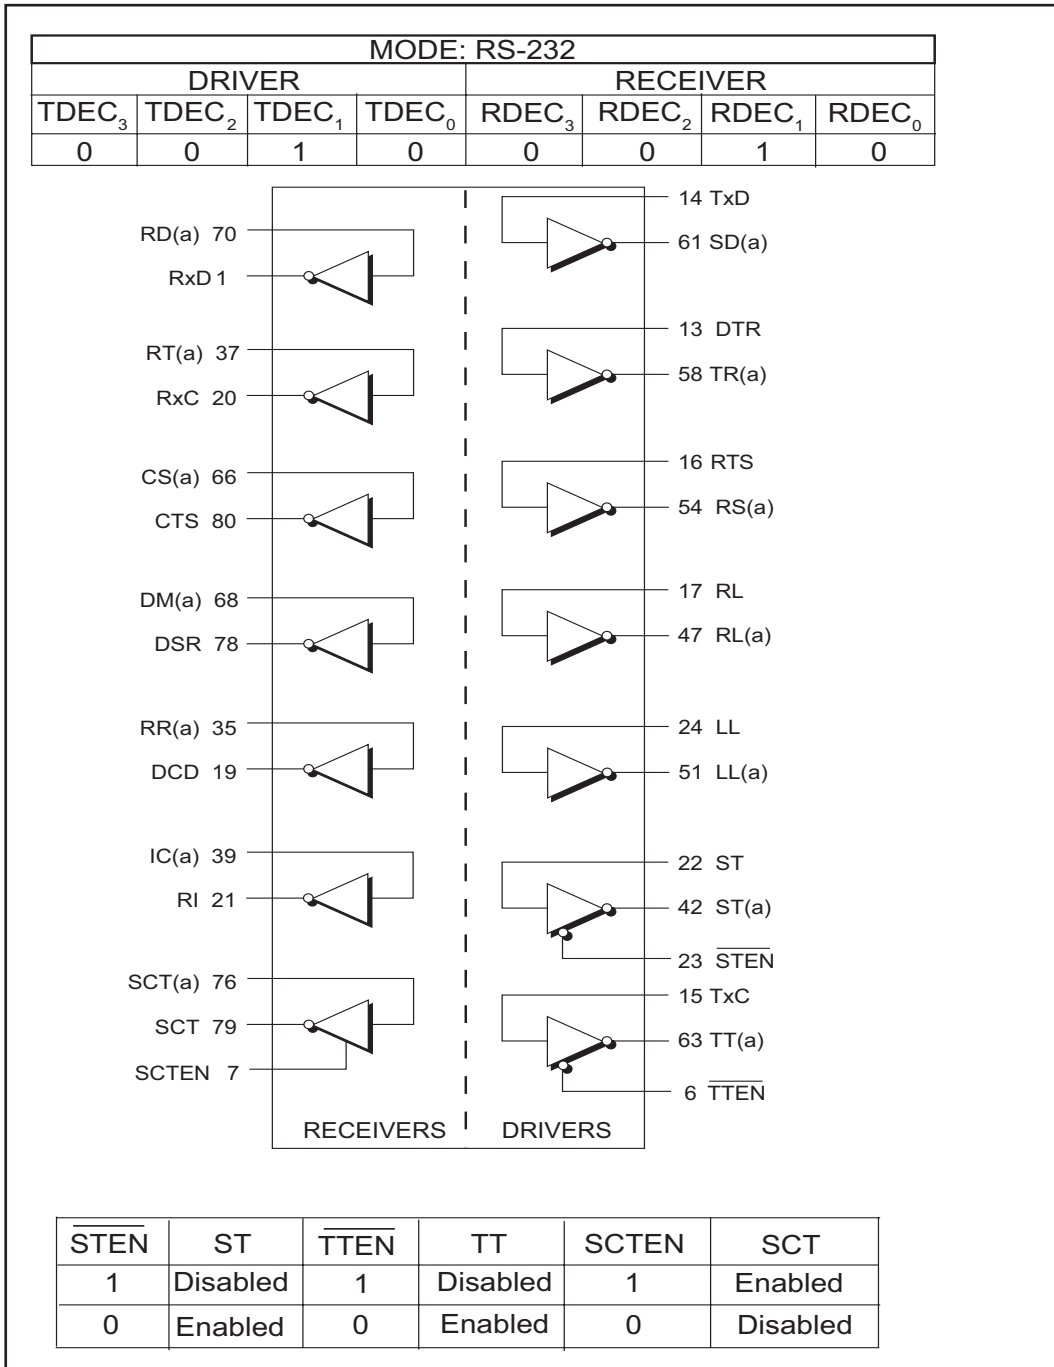 MODE: RS-232
DRIVER RECEIVER
TDEC3 TDEC2 TDEC1 TDEC0 RDEC3 RDEC2 RDEC1 RDEC0
0 0 1 0 0 0 1 0
RD(a) 70
RxD 1
RT(a) 37
RxC 20
CS(a) 66
CTS 80
DM(a) 68
DSR 78
RR(a) 35
DCD 19
IC(a) 39
RI 21
SCT(a) 76
SCT 79
SCTEN 7
14 TxD
61 SD(a)
13 DTR
58 TR(a)
16 RTS
54 RS(a)
17 RL
47 RL(a)
24 LL
51 LL(a)
22 ST
42 ST(a)
23 S̅T̅E̅N̅
15 TxC
63 TT(a)
6 T̅T̅E̅N̅
RECEIVERS DRIVERS
S̅T̅E̅N̅ ST T̅T̅E̅N̅ TT SCTEN SCT
1 Disabled 1 Disabled 1 Enabled
0 Enabled 0 Enabled 0 Disabled